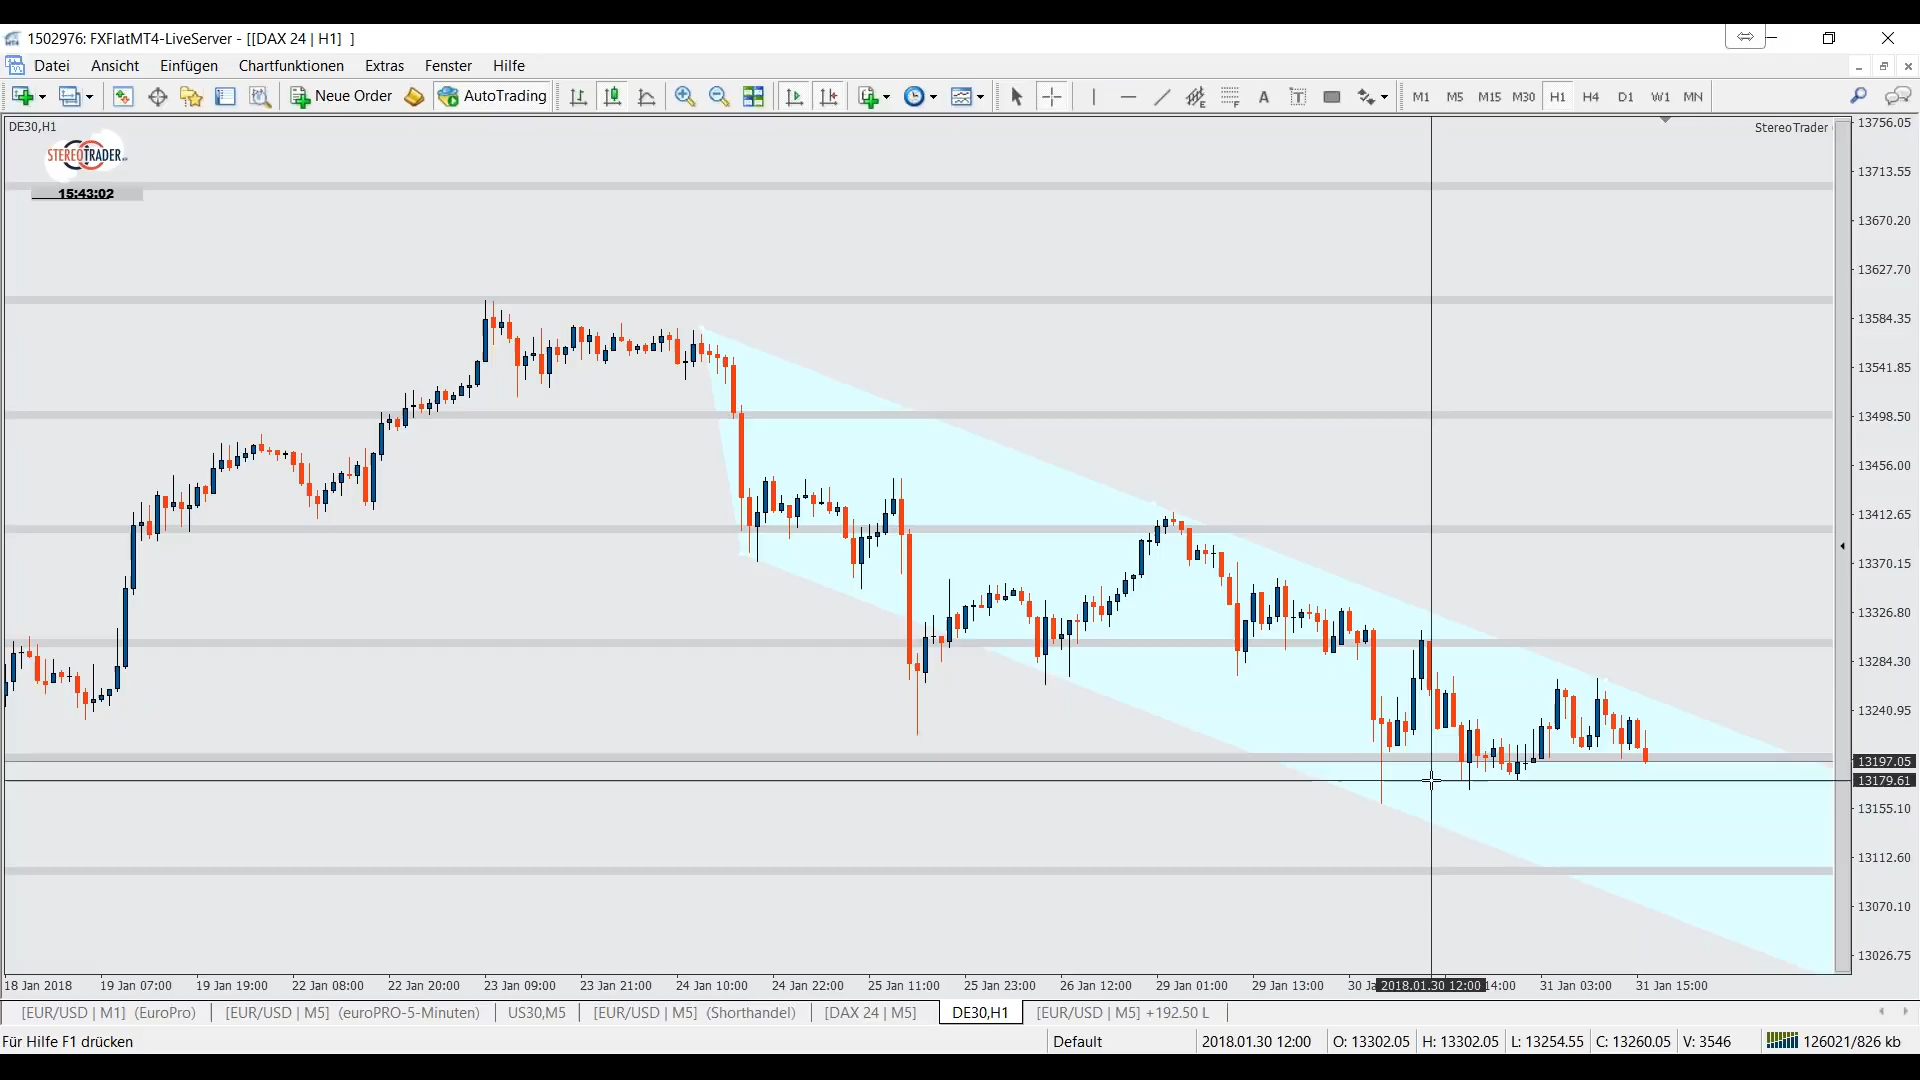 1502976: FXFlatMT4-LiveServer - [[DAX 24 | H1] ]
Datei Ansicht Einfügen Chartfunktionen Extras Fenster Hilfe
Neue Order AutoTrading A T M1 M5 M15 M30 H1 H4 D1 W1 MN
DE30,H1
StereoTrader
STEREOTRADER
15:43:02
13756.05
13713.55
13670.20
13627.70
13584.35
13541.85
13498.50
13456.00
13412.65
13370.15
13326.80
13284.30
13240.95
13197.05
13179.61
13155.10
13112.60
13070.10
13026.75
18 Jan 2018 19 Jan 07:00 19 Jan 19:00 22 Jan 08:00 22 Jan 20:00 23 Jan 09:00 23 Jan 21:00 24 Jan 10:00 24 Jan 22:00 25 Jan 11:00 25 Jan 23:00 26 Jan 12:00 29 Jan 01:00 29 Jan 13:00 30 2018.01.30 12:00 14:00 31 Jan 03:00 31 Jan 15:00
[EUR/USD | M1] (EuroPro) [EUR/USD | M5] (euroPRO-5-Minuten) US30,M5 [EUR/USD | M5] (Shorthandel) [DAX 24 | M5] DE30,H1 [EUR/USD | M5] +192.50 L
Für Hilfe F1 drücken Default 2018.01.30 12:00 O: 13302.05 H: 13302.05 L: 13254.55 C: 13260.05 V: 3546 126021/826 kb